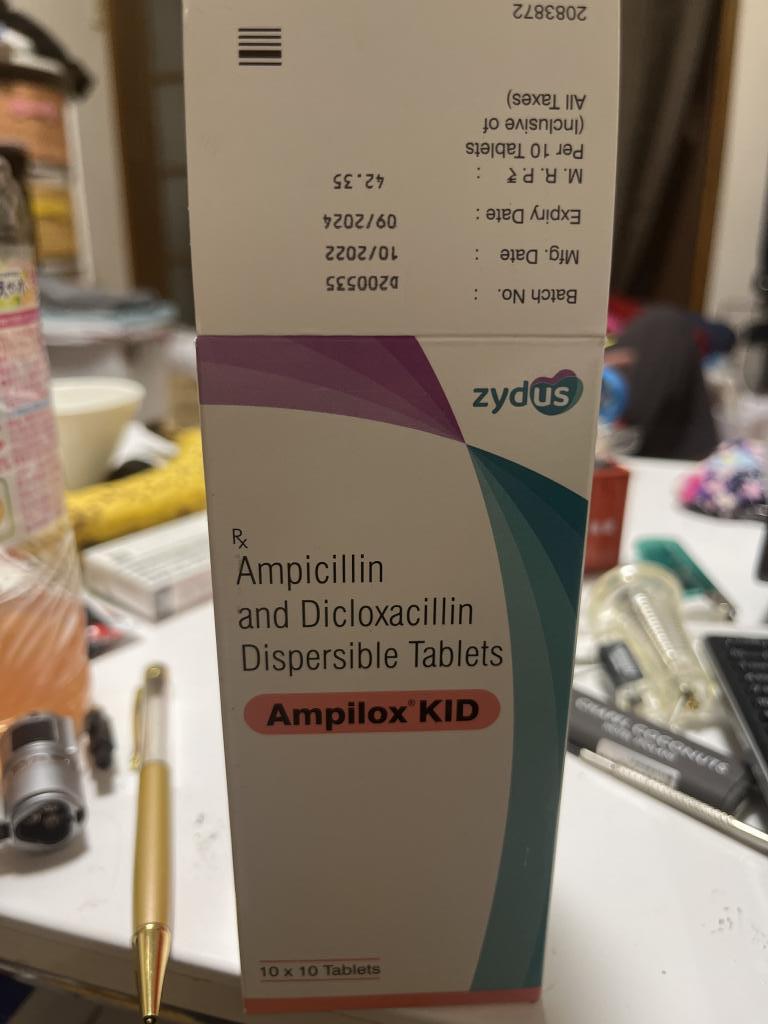 2083872
M. R. P. ₹ : 42.35
Per 10 Tablets
(Inclusive of
All Taxes)
Expiry Date : 09/2024
Mfg. Date : 10/2022
Batch No. : D200535
zydus
Rx
Ampicillin
and Dicloxacillin
Dispersible Tablets
Ampilox® KID
10 x 10 Tablets